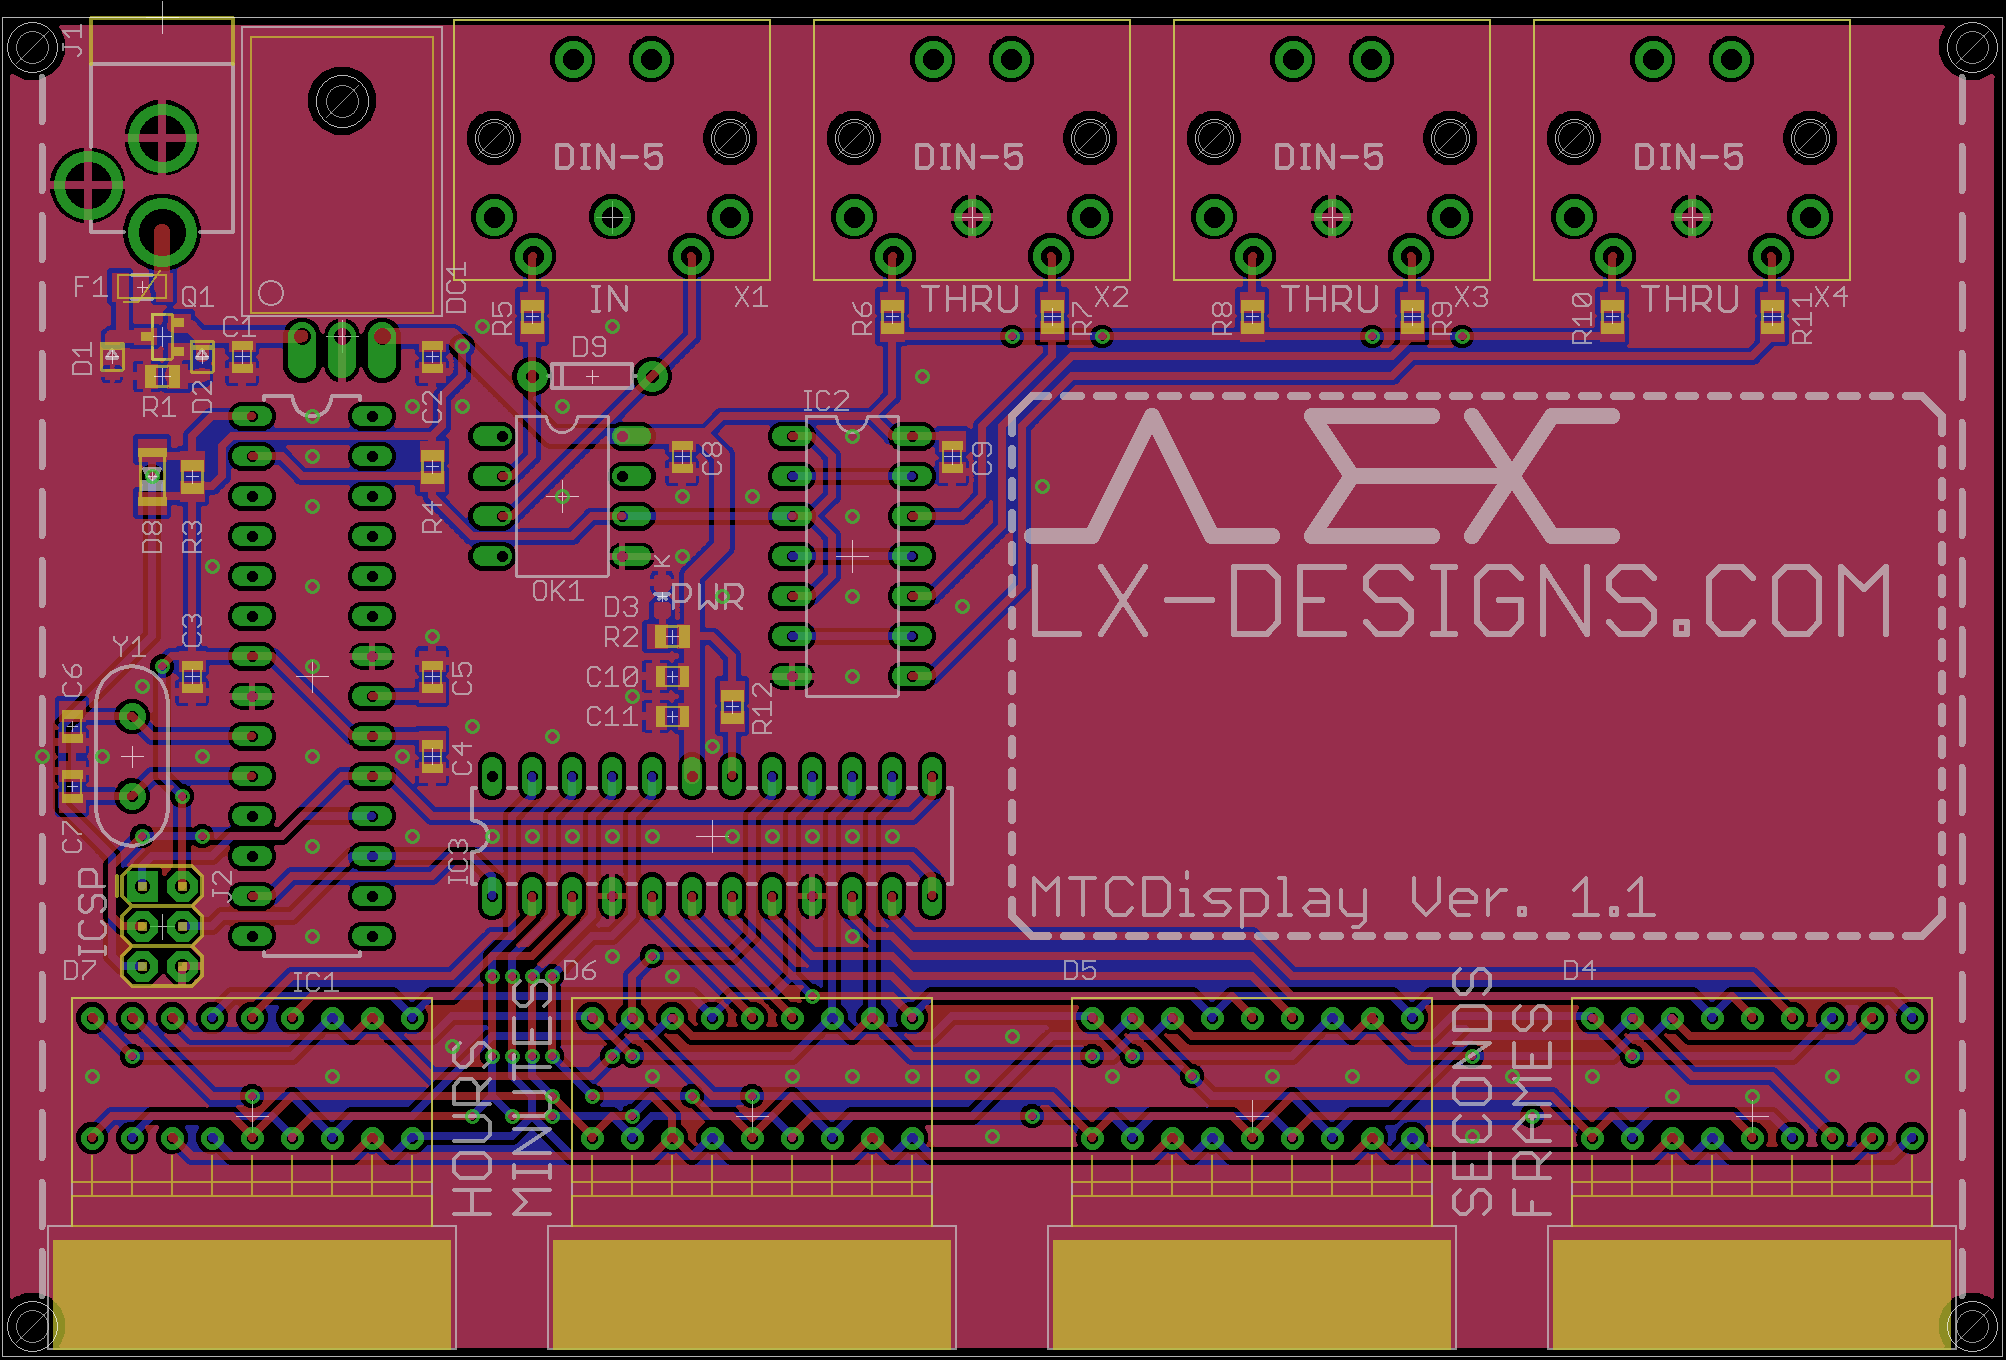 J1
DIN-5
DIN-5
DIN-5
DIN-5
F1
Q1
DC1
R5
IN
X1
R6
THRU
R7
X2
R8
THRU
R9
X3
R10
THRU
R11
X4
D1
C1
D9
R1
D2
C2
IC2
C8
C9
D8
R3
R4
OK1
K
PWR
D3
R2
LX-DESIGNS.COM
C3
Y1
C6
C5
C10
C11
R12
C4
C7
IC3
J2
ICSP
MTCDisplay Ver. 1.1
D7
IC1
D6
D5
D4
HOURS
MINUTES
SECONDS
FRAMES